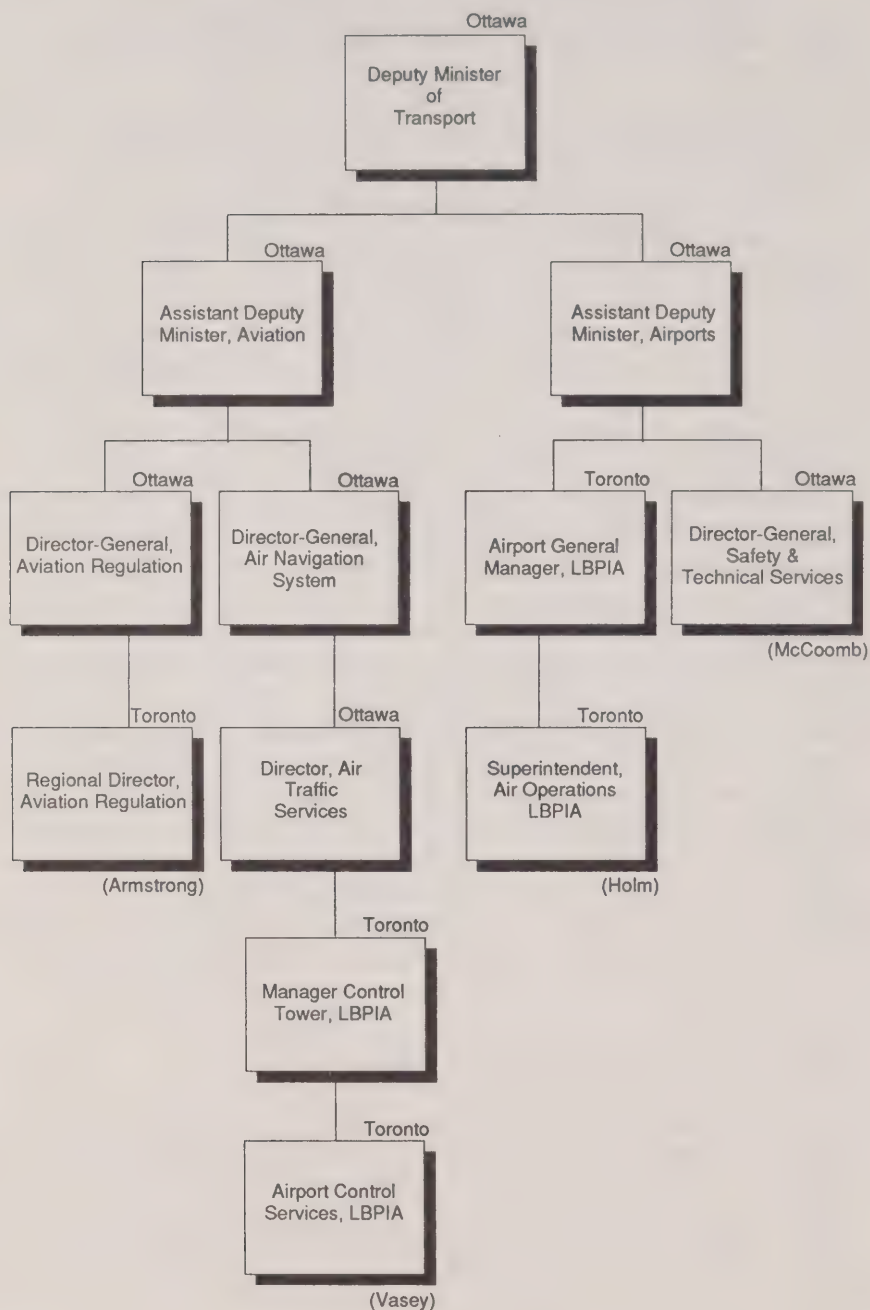 Ottawa
Deputy Minister
of
Transport
Ottawa
Assistant Deputy
Minister, Aviation
Ottawa
Assistant Deputy
Minister, Airports
Ottawa
Director-General,
Aviation Regulation
Ottawa
Director-General,
Air Navigation
System
Toronto
Airport General
Manager, LBPIA
Ottawa
Director-General,
Safety &
Technical Services
(McCoomb)
Toronto
Regional Director,
Aviation Regulation
(Armstrong)
Ottawa
Director, Air
Traffic
Services
Toronto
Superintendent,
Air Operations
LBPIA
(Holm)
Toronto
Manager Control
Tower, LBPIA
Toronto
Airport Control
Services, LBPIA
(Vasey)